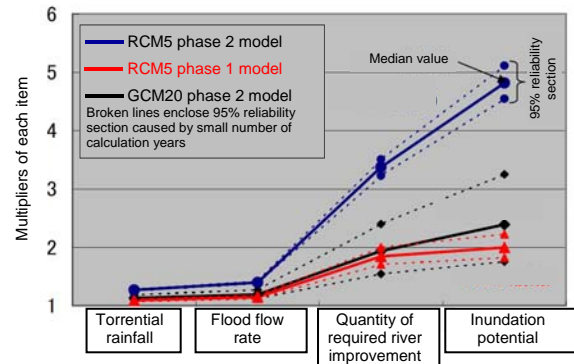 6
5
4
3
2
1
Multipliers of each item
RCM5 phase 2 model
RCM5 phase 1 model
GCM20 phase 2 model
Broken lines enclose 95% reliability
section caused by small number of
calculation years
Median value
95% reliability
section
Torrential
rainfall
Flood flow
rate
Quantity of
required river
improvement
Inundation
potential